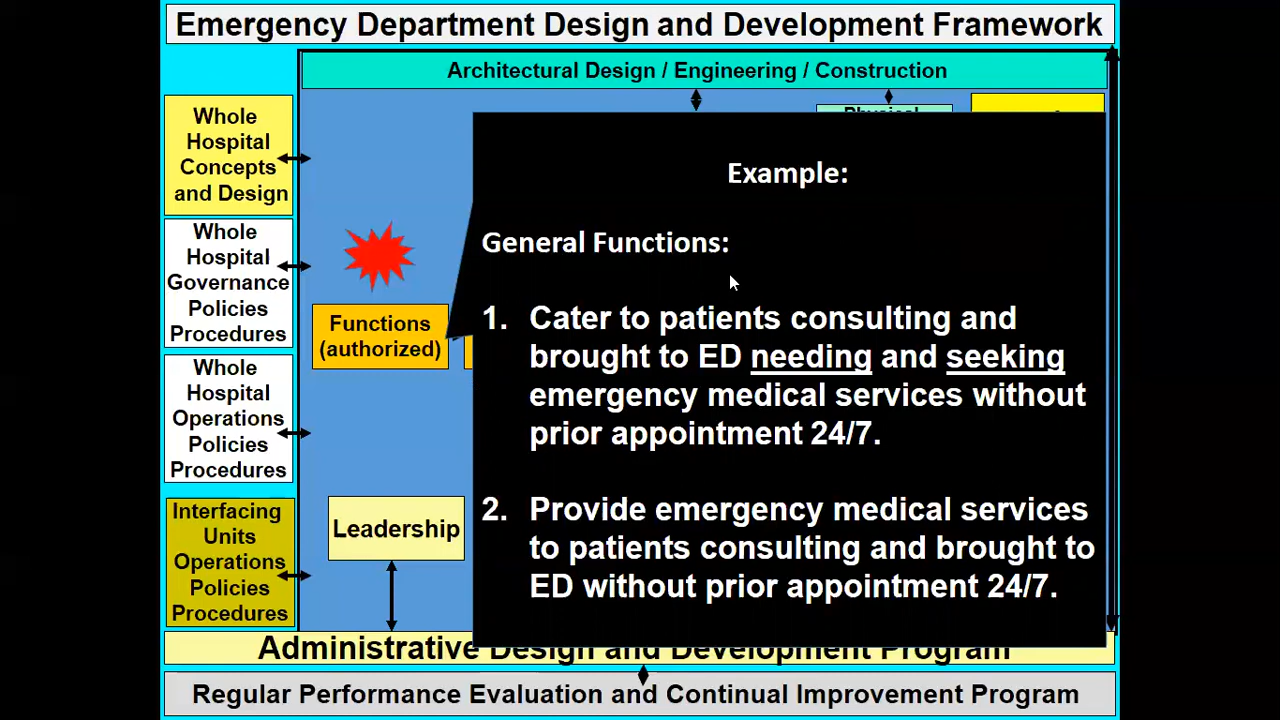 Emergency Department Design and Development Framework
Architectural Design / Engineering / Construction
Whole
Hospital
Concepts
and Design
Whole
Hospital
Governance
Policies
Procedures
Whole
Hospital
Operations
Policies
Procedures
Interfacing
Units
Operations
Policies
Procedures
Functions
(authorized)
Leadership
Physical
Example:
General Functions:
1. Cater to patients consulting and
brought to ED needing and seeking
emergency medical services without
prior appointment 24/7.
2. Provide emergency medical services
to patients consulting and brought to
ED without prior appointment 24/7.
Administrative Design and Development Program
Regular Performance Evaluation and Continual Improvement Program